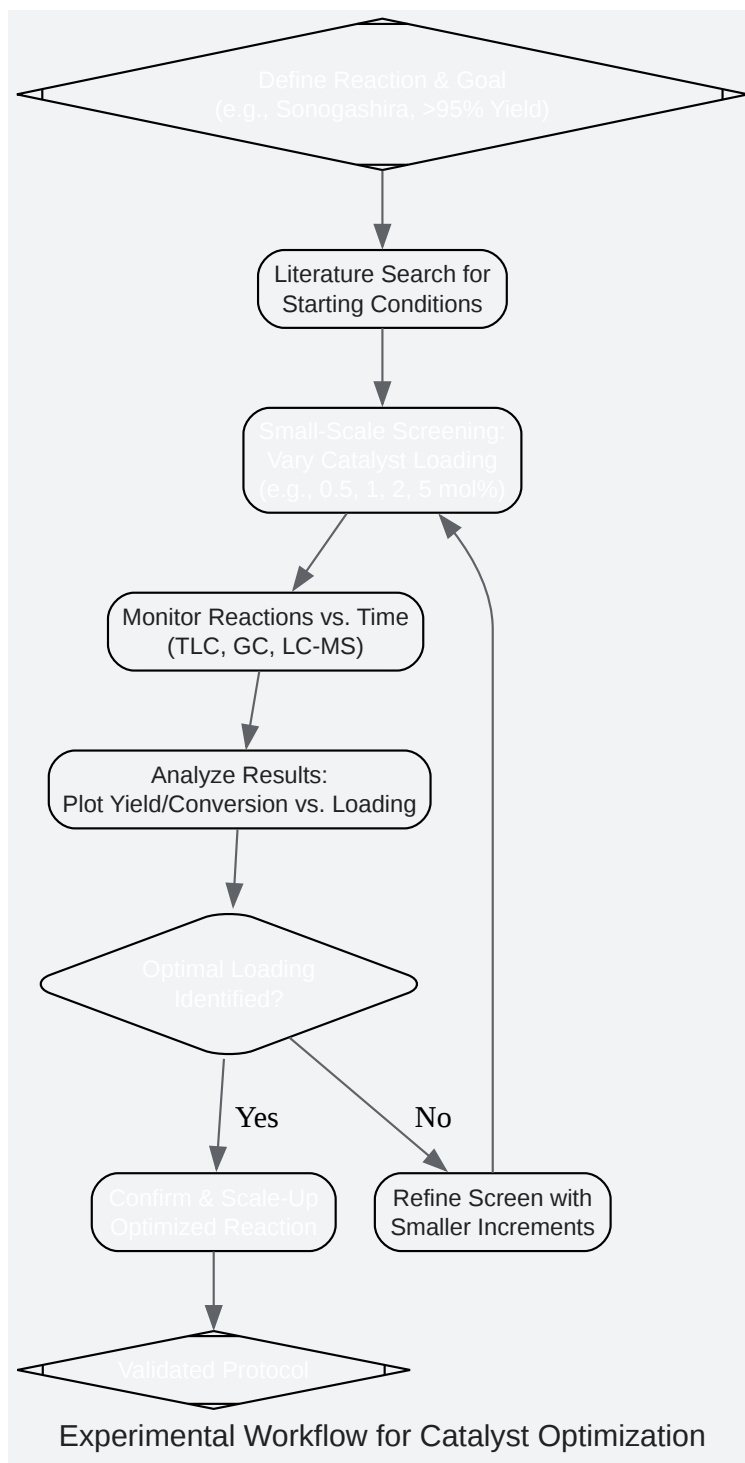 Define Reaction & Goal
(e.g., Sonogashira, >95% Yield)
Literature Search for
Starting Conditions
Small-Scale Screening:
Vary Catalyst Loading
(e.g., 0.5, 1, 2, 5 mol%)
Monitor Reactions vs. Time
(TLC, GC, LC-MS)
Analyze Results:
Plot Yield/Conversion vs. Loading
Optimal Loading
Identified?
Yes
No
Confirm & Scale-Up
Optimized Reaction
Refine Screen with
Smaller Increments
Validated Protocol
Experimental Workflow for Catalyst Optimization